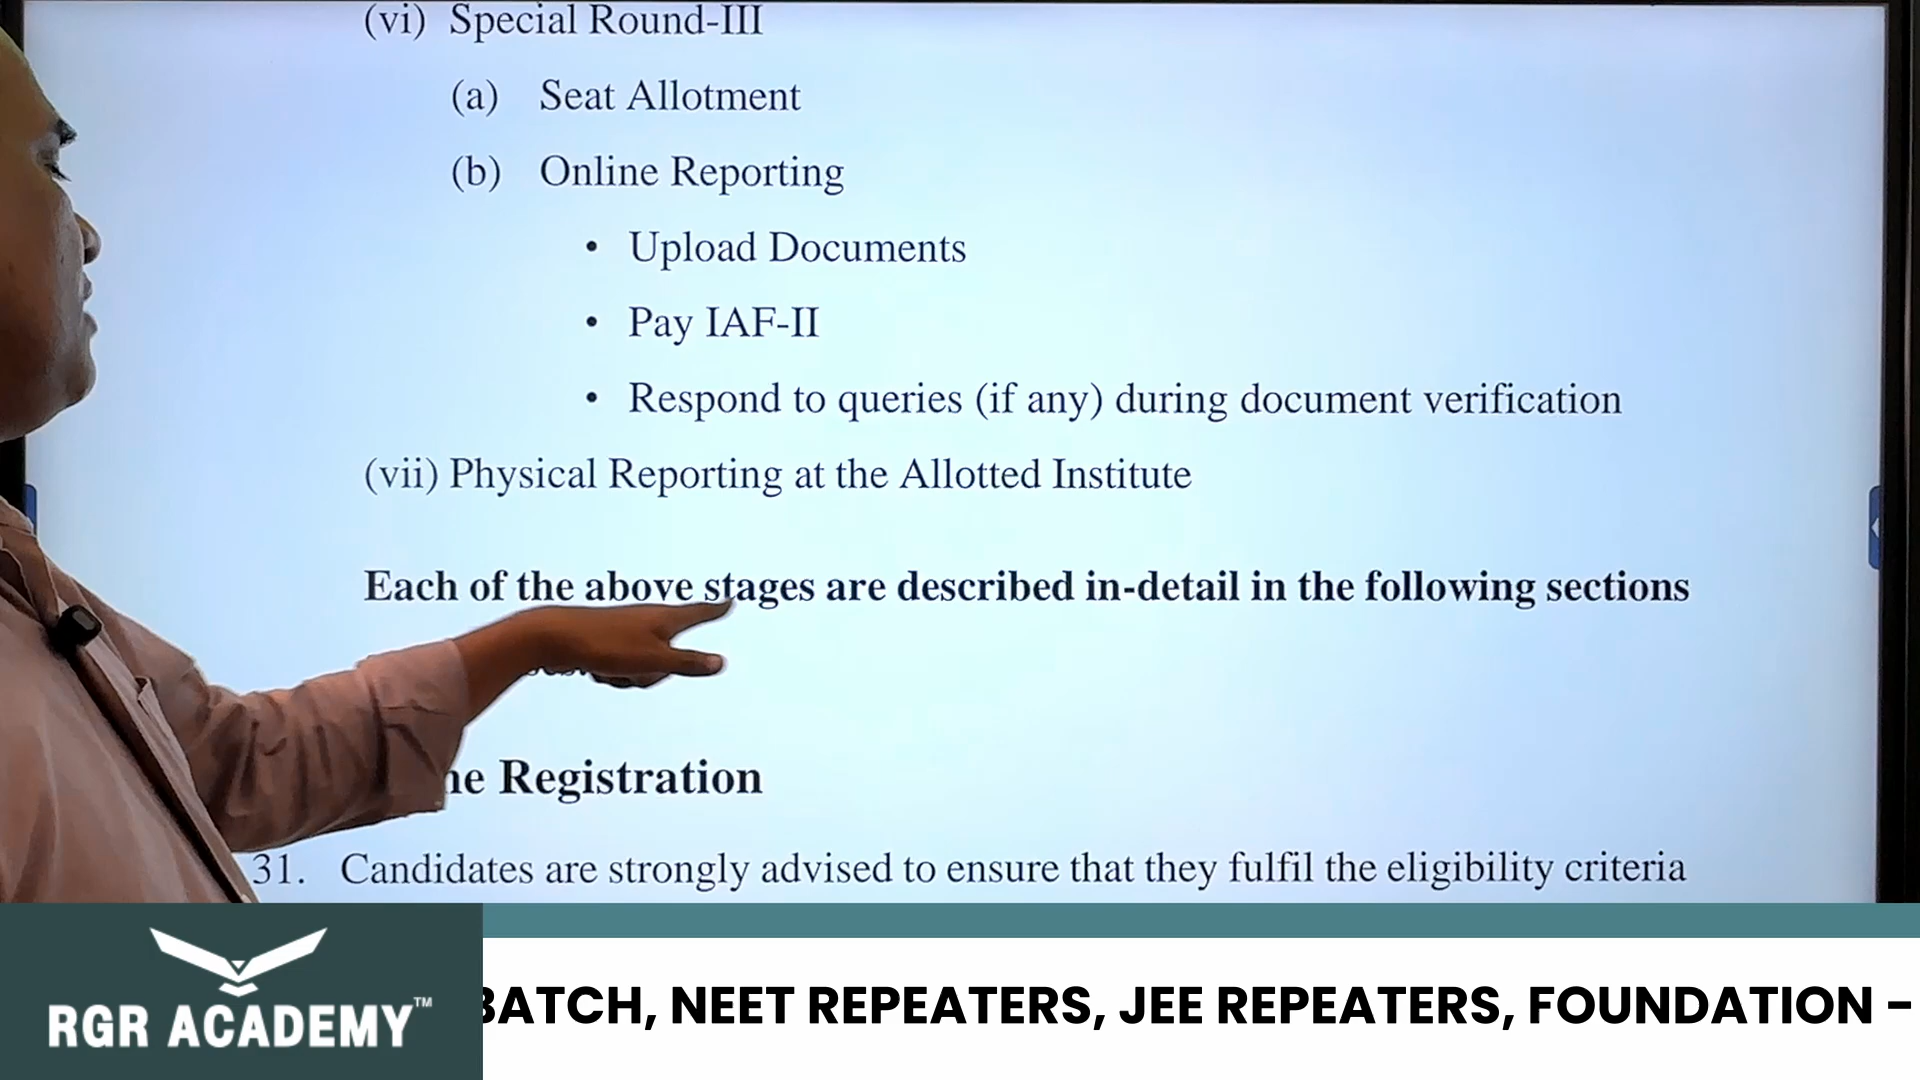 (vi) Special Round-III
(a) Seat Allotment
(b) Online Reporting
• Upload Documents
• Pay IAF-II
• Respond to queries (if any) during document verification
(vii) Physical Reporting at the Allotted Institute
Each of the above stages are described in-detail in the following sections
Registration
31. Candidates are strongly advised to ensure that they fulfil the eligibility criteria
RGR ACADEMY™
BATCH, NEET REPEATERS, JEE REPEATERS, FOUNDATION –